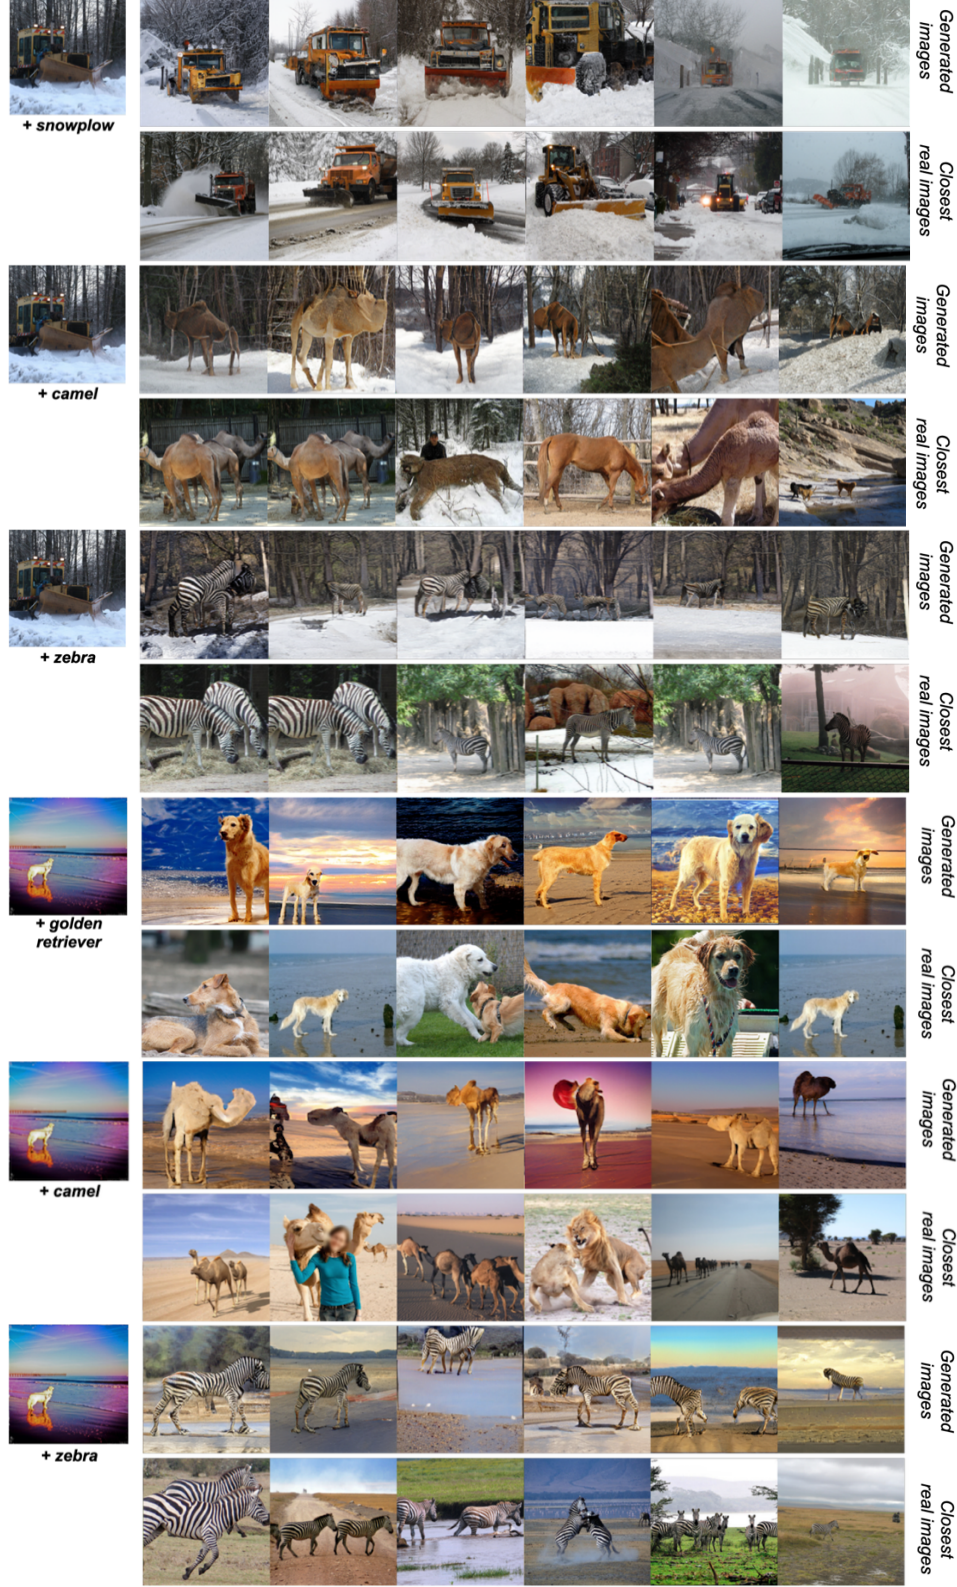 Generated
images
+ snowplow
Closest
real images
Generated
images
+ camel
Closest
real images
Generated
images
+ zebra
Closest
real images
Generated
images
+ golden
retriever
Closest
real images
Generated
images
+ camel
Closest
real images
Generated
images
+ zebra
Closest
real images